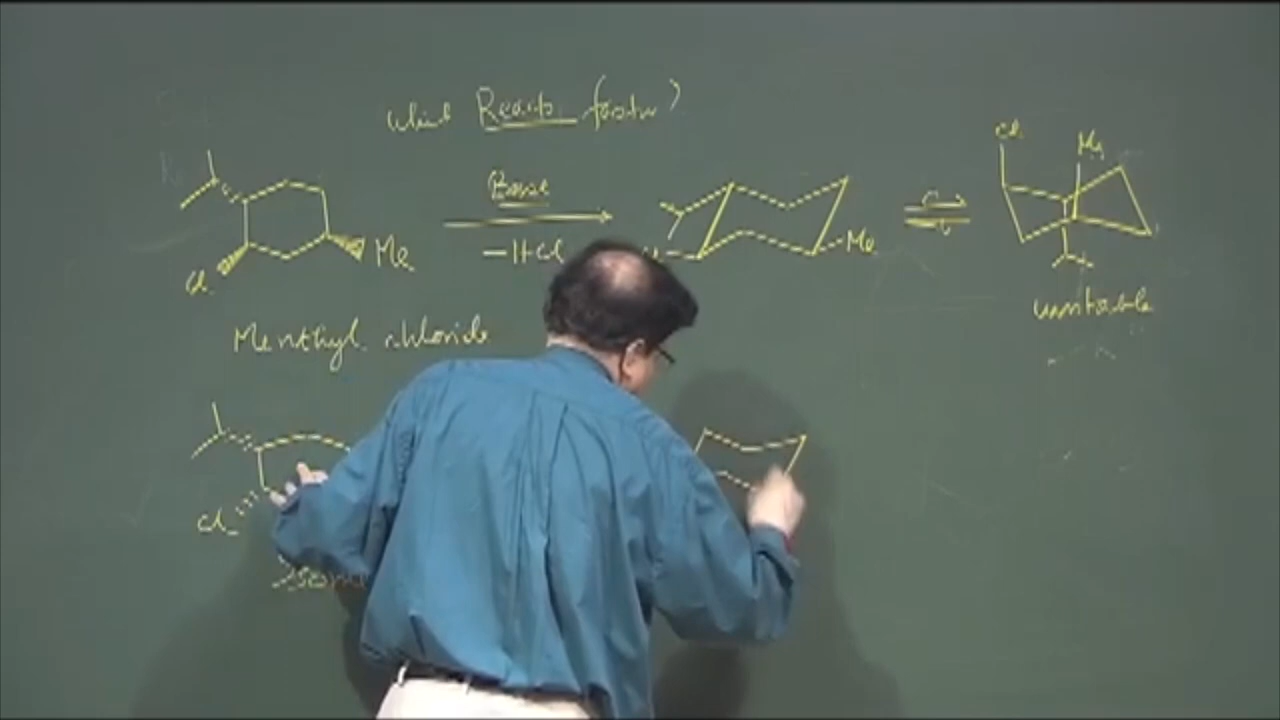 Which Reacts faster?
Cl
Me
Base
Me
-HCl
Me
Cl
unstable
Menthyl chloride
Cl